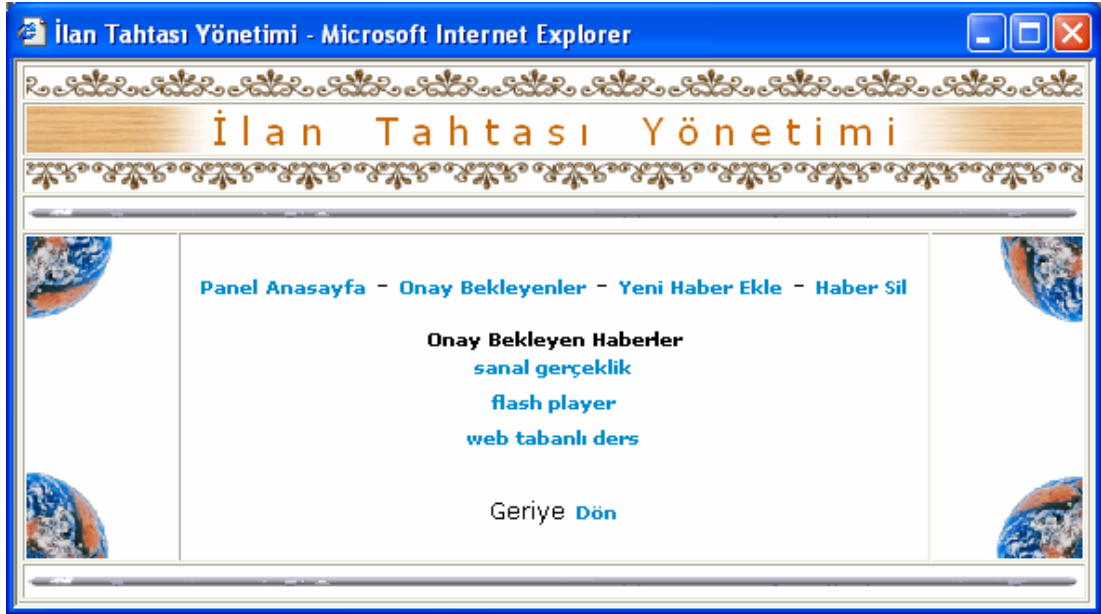 İlan Tahtası Yönetimi - Microsoft Internet Explorer
İlan Tahtası Yönetimi
Panel Anasayfa - Onay Bekleyenler - Yeni Haber Ekle - Haber Sil
Onay Bekleyen Haberler
sanal gerçeklik
flash player
web tabanlı ders
Geriye Dön